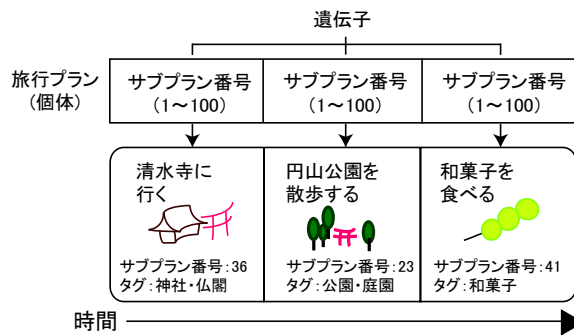 遺伝子
旅行プラン
(個体)
サブプラン番号
(1~100)
サブプラン番号
(1~100)
サブプラン番号
(1~100)
清水寺に
行く
サブプラン番号:36
タグ:神社・仏閣
円山公園を
散歩する
サブプラン番号:23
タグ:公園・庭園
和菓子を
食べる
サブプラン番号:41
タグ:和菓子
時間